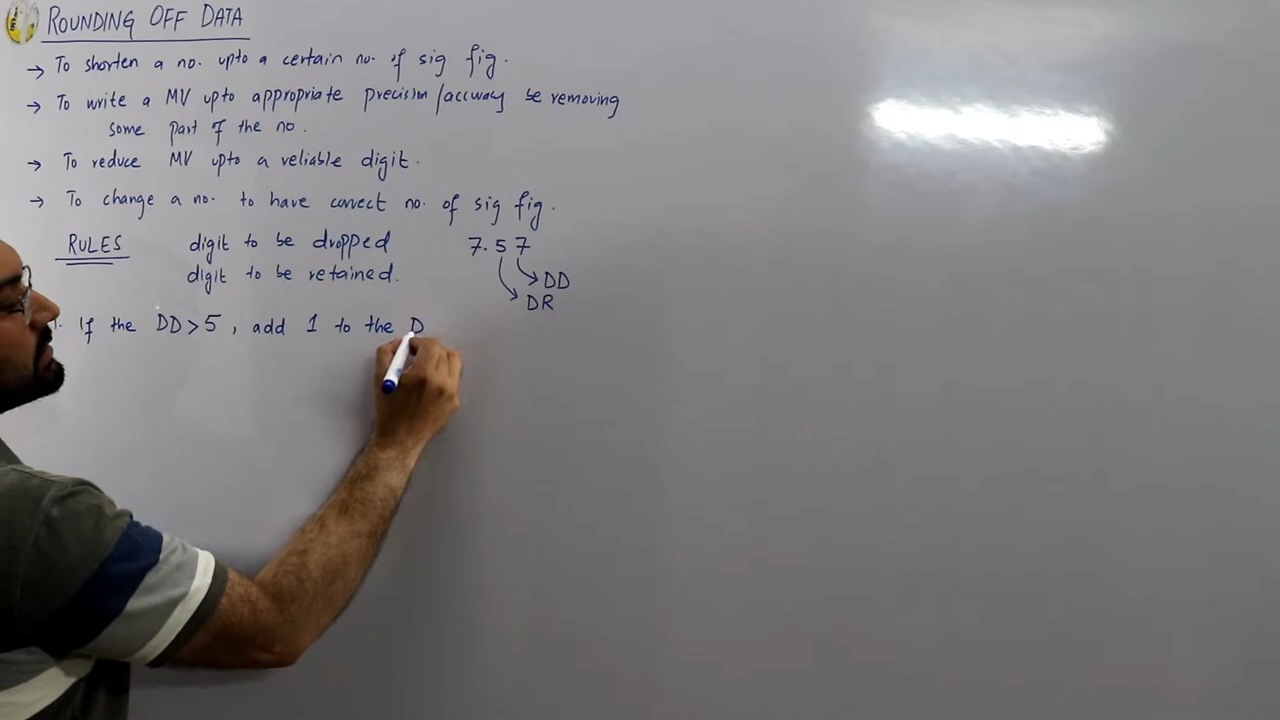 ROUNDING OFF DATA
→ To shorten a no. upto a certain no. of sig fig.
→ To write a MV upto appropriate precision/accuracy be removing
some part of the no.
→ To reduce MV upto a reliable digit.
→ To change a no. to have correct no. of sig fig.
RULES digit to be dropped 7.57
digit to be retained. DD
DR
1. If the DD>5, add 1 to the D